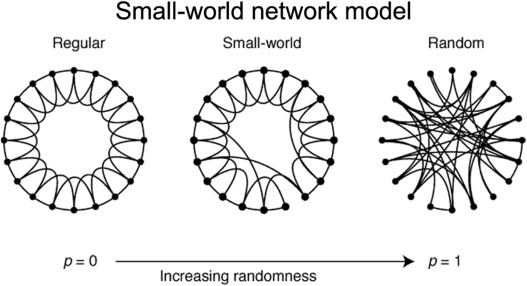 Small-world network model
Regular
Small-world
Random
p = 0
p = 1
Increasing randomness